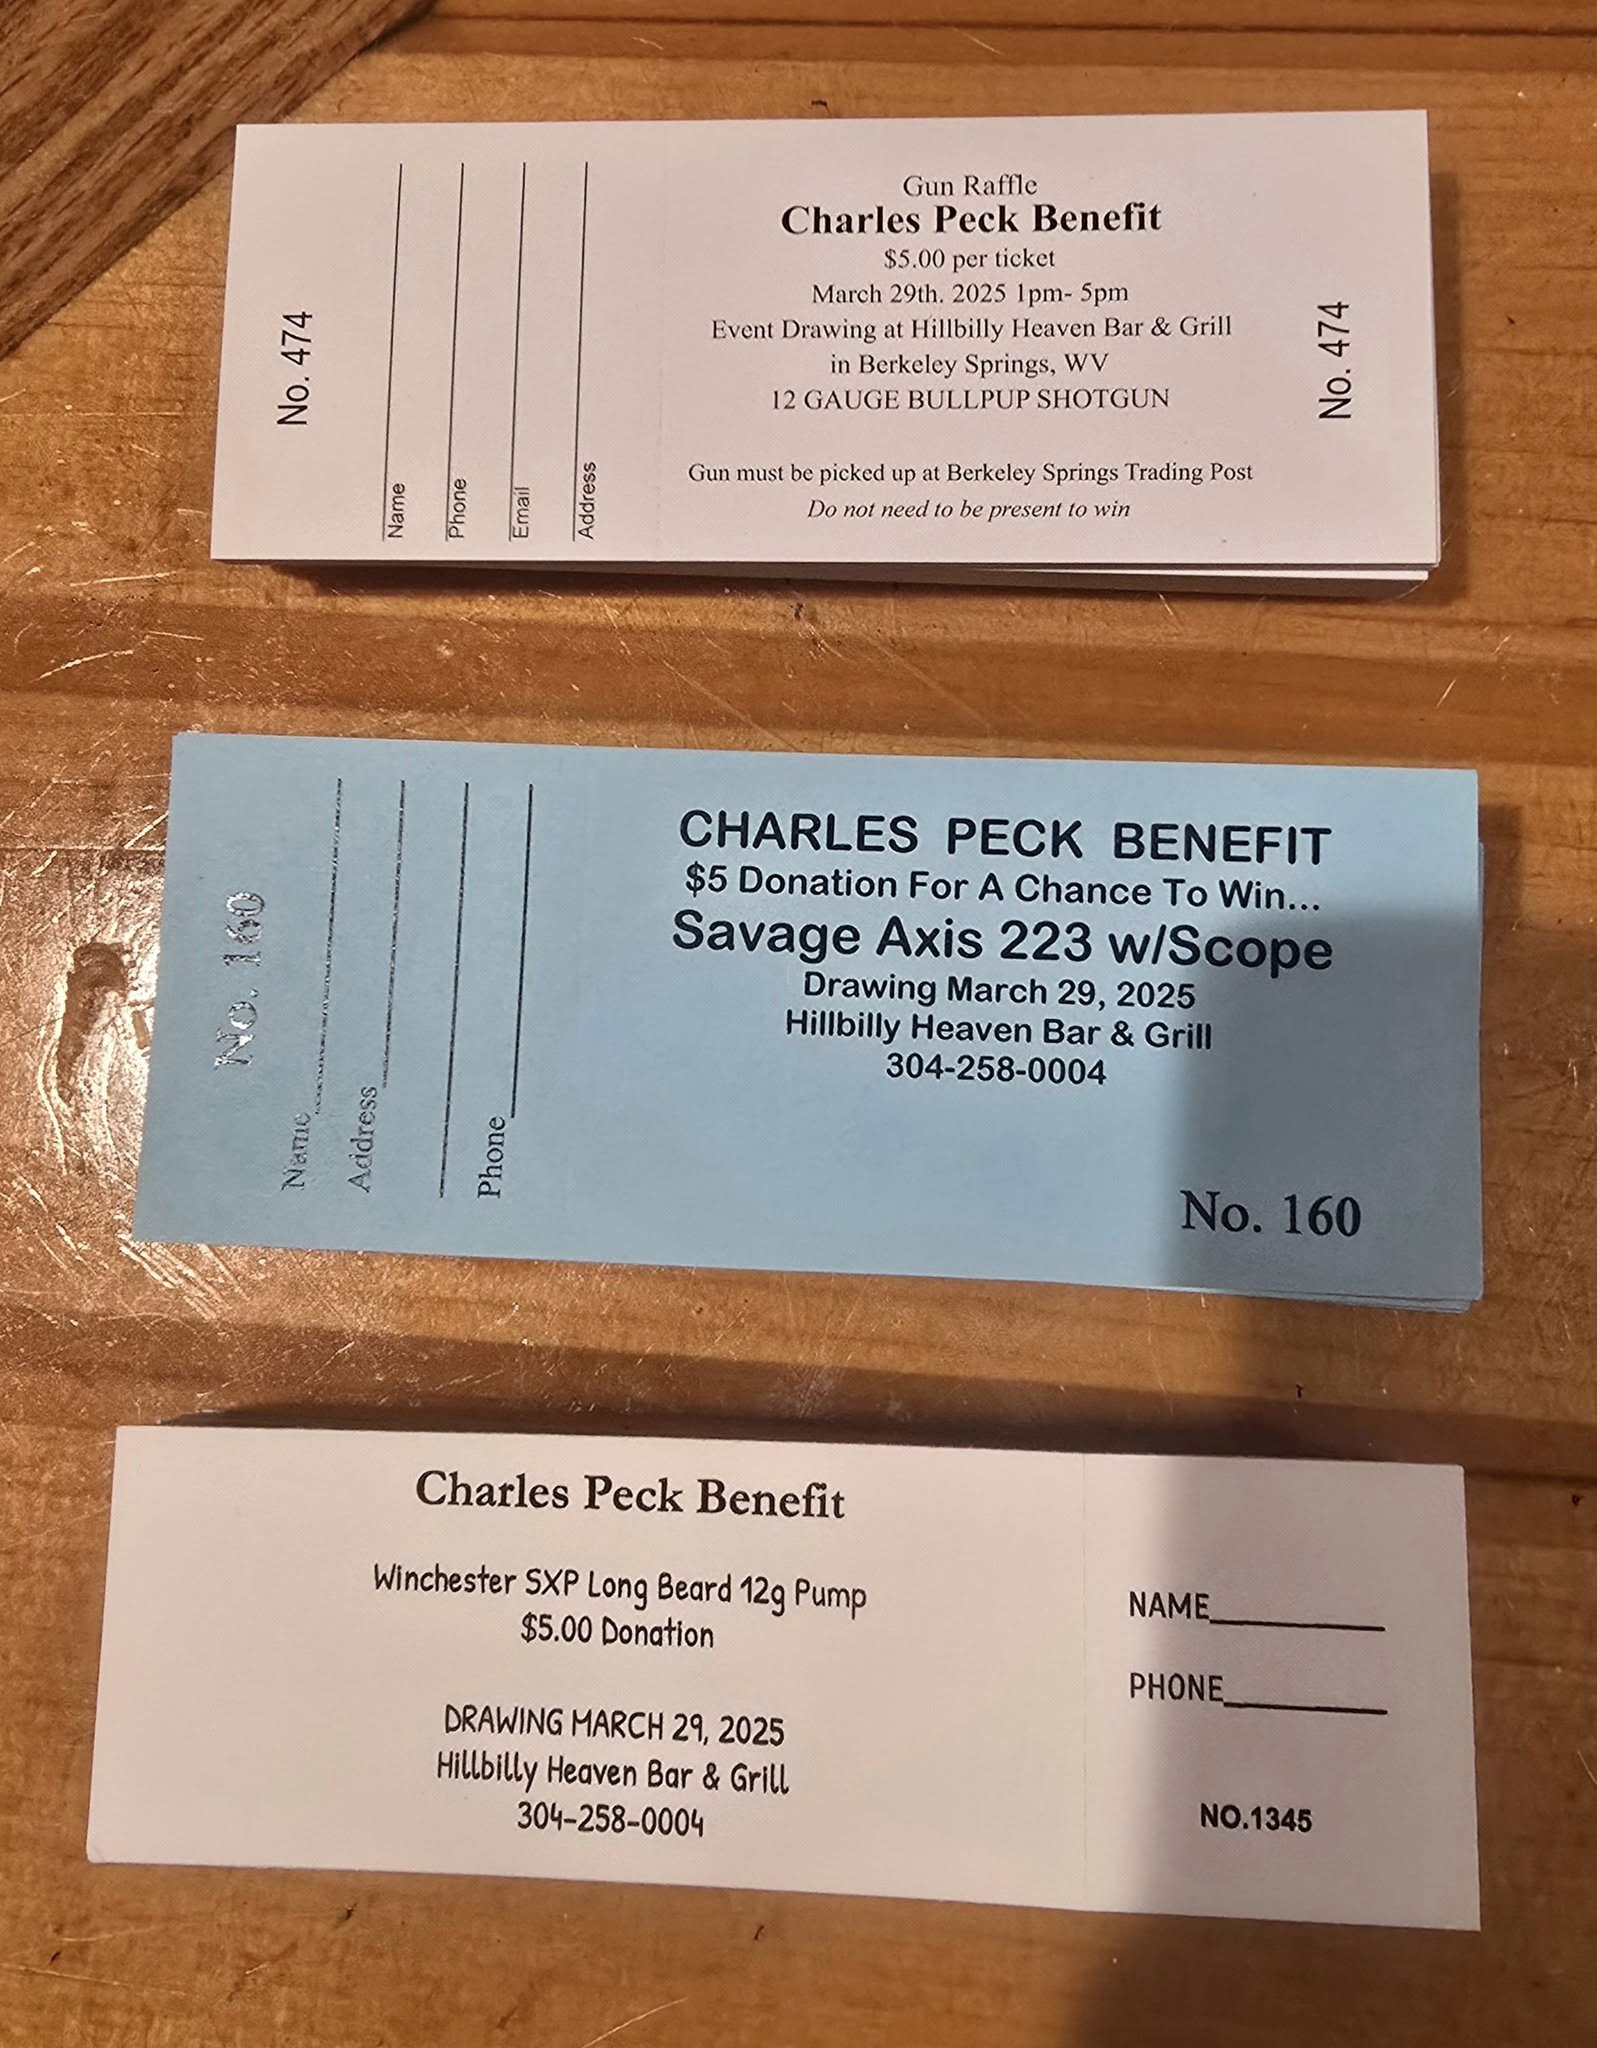 No. 474
Name
Phone
Email
Address
Gun Raffle
Charles Peck Benefit
$5.00 per ticket
March 29th. 2025 1pm- 5pm
Event Drawing at Hillbilly Heaven Bar & Grill
in Berkeley Springs, WV
12 GAUGE BULLPUP SHOTGUN
Gun must be picked up at Berkeley Springs Trading Post
Do not need to be present to win
No. 474
No. 160
Name
Address
Phone
CHARLES PECK BENEFIT
$5 Donation For A Chance To Win...
Savage Axis 223 w/Scope
Drawing March 29, 2025
Hillbilly Heaven Bar & Grill
304-258-0004
No. 160
Charles Peck Benefit
Winchester SXP Long Beard 12g Pump
$5.00 Donation
DRAWING MARCH 29, 2025
Hillbilly Heaven Bar & Grill
304-258-0004
NAME
PHONE
NO.1345